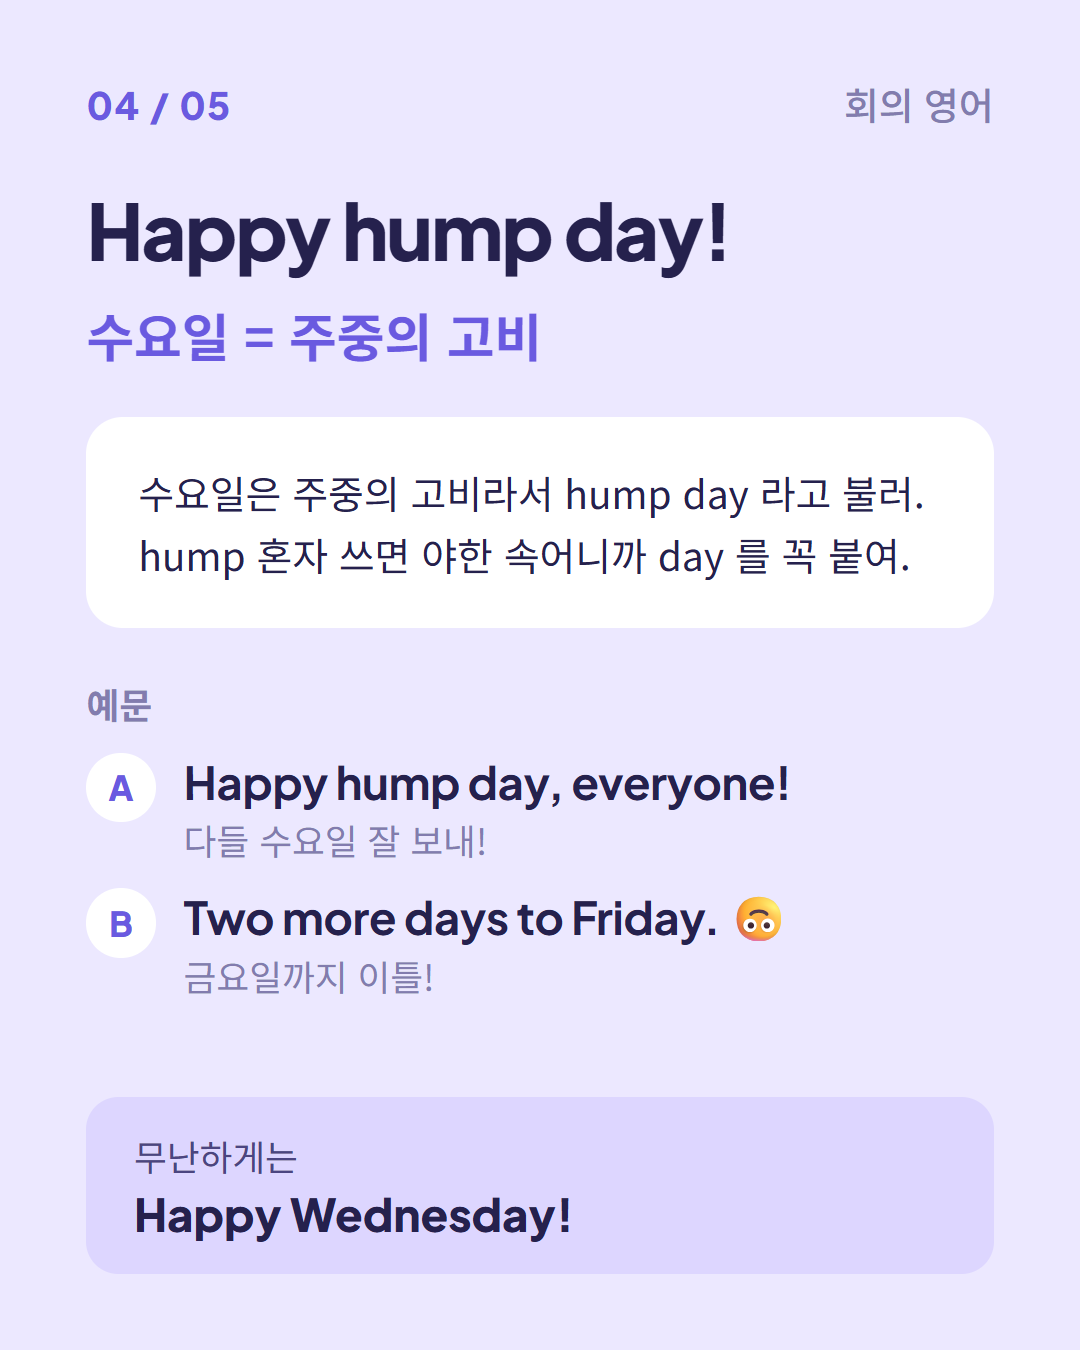 04 / 05
회의 영어
Happy hump day!
수요일 = 주중의 고비
수요일은 주중의 고비라서 hump day 라고 불러.
hump 혼자 쓰면 야한 속어니까 day 를 꼭 붙여.
예문
A
Happy hump day, everyone!
다들 수요일 잘 보내!
B
Two more days to Friday.
금요일까지 이틀!
무난하게는
Happy Wednesday!